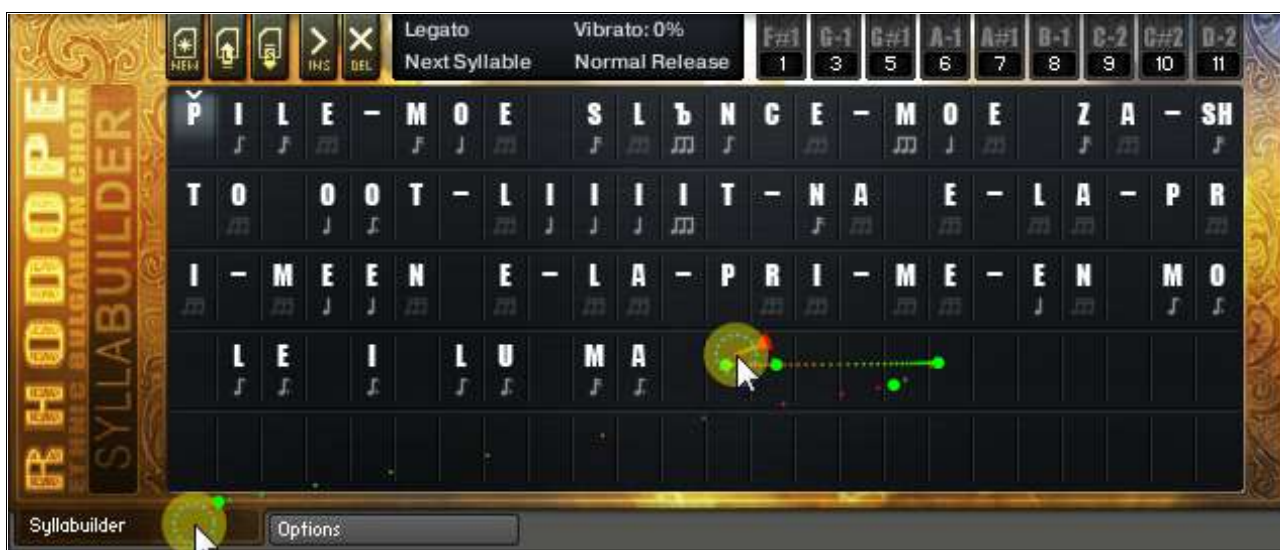 Legato Vibrato: 0%
Next Syllable Normal Release
NEW INS DEL
F#1 G-1 G#1 A-1 A#1 B-1 C-2 C#2 D-2
1 3 5 6 7 8 9 10 11
RHODOPE
ETHNIC BULGARIAN CHOIR
SYLLABUILDER
P I L E - M O E S L Ъ N C E - M O E Z A - SH
T O O O T - L I I I I T - N A E - L A - P R
I - M E E N E - L A - P R I - M E - E N M O
L E I L U M A
Syllabuilder Options